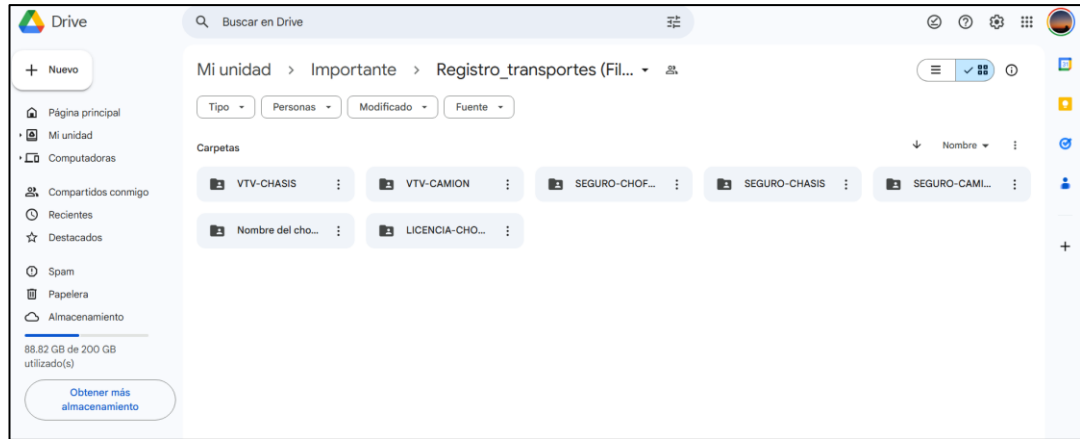 Drive
Buscar en Drive
Nuevo
Página principal
Mi unidad
Computadoras
Compartidos conmigo
Recientes
Destacados
Spam
Papelera
Almacenamiento
88.82 GB de 200 GB
utilizado(s)
Obtener más
almacenamiento
Mi unidad > Importante > Registro_transportes (Fil...
Tipo Personas Modificado Fuente
Carpetas Nombre
VTV-CHASIS VTV-CAMION SEGURO-CHOF... SEGURO-CHASIS SEGURO-CAMI...
Nombre del cho... LICENCIA-CHO...